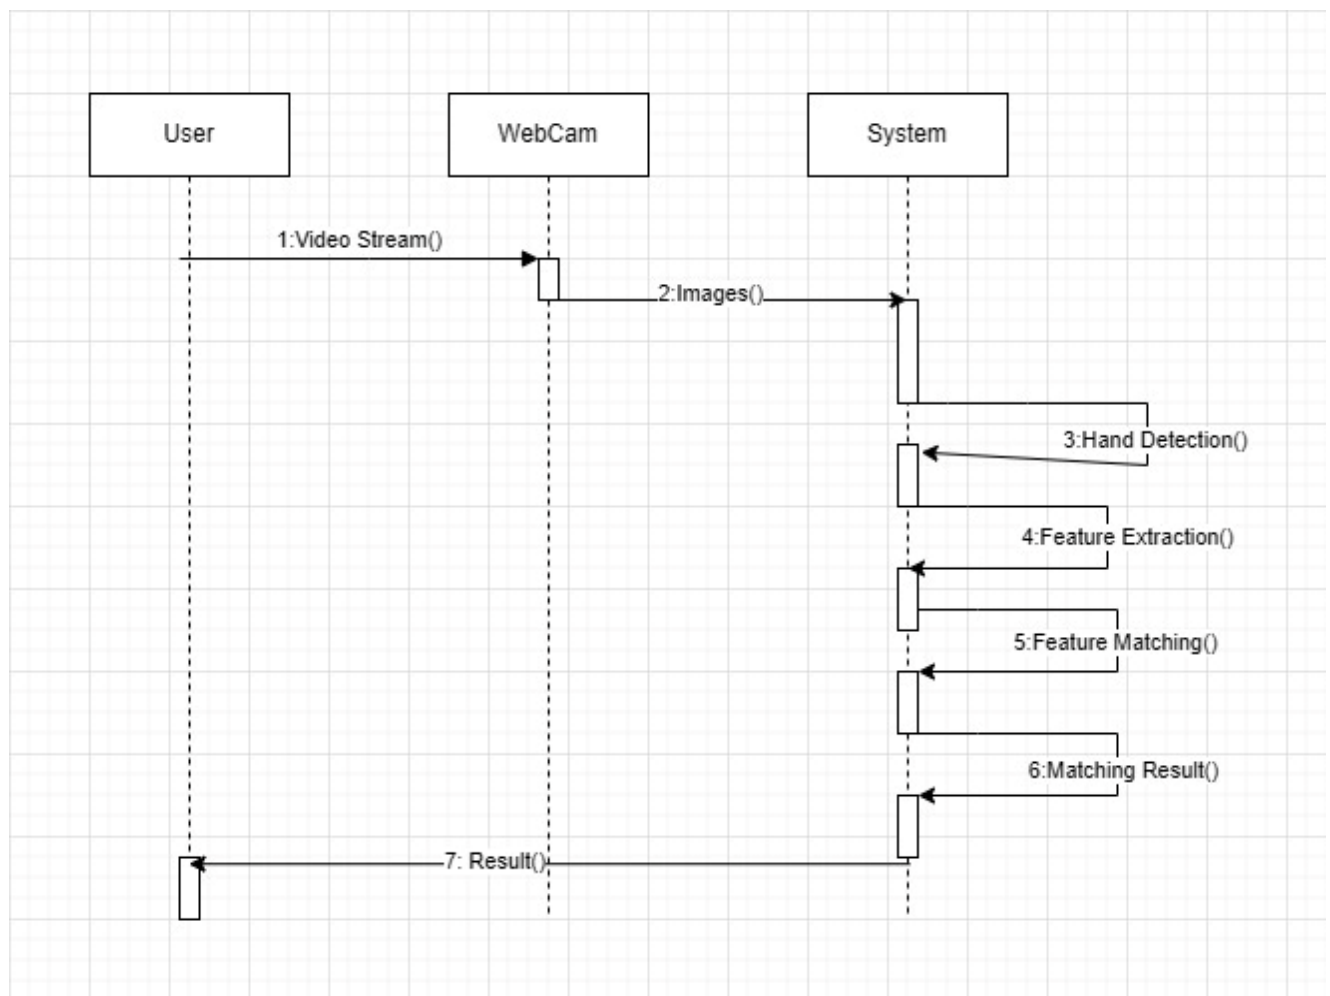 User
WebCam
System
1:Video Stream()
2:Images()
3:Hand Detection()
4:Feature Extraction()
5:Feature Matching()
6:Matching Result()
7: Result()